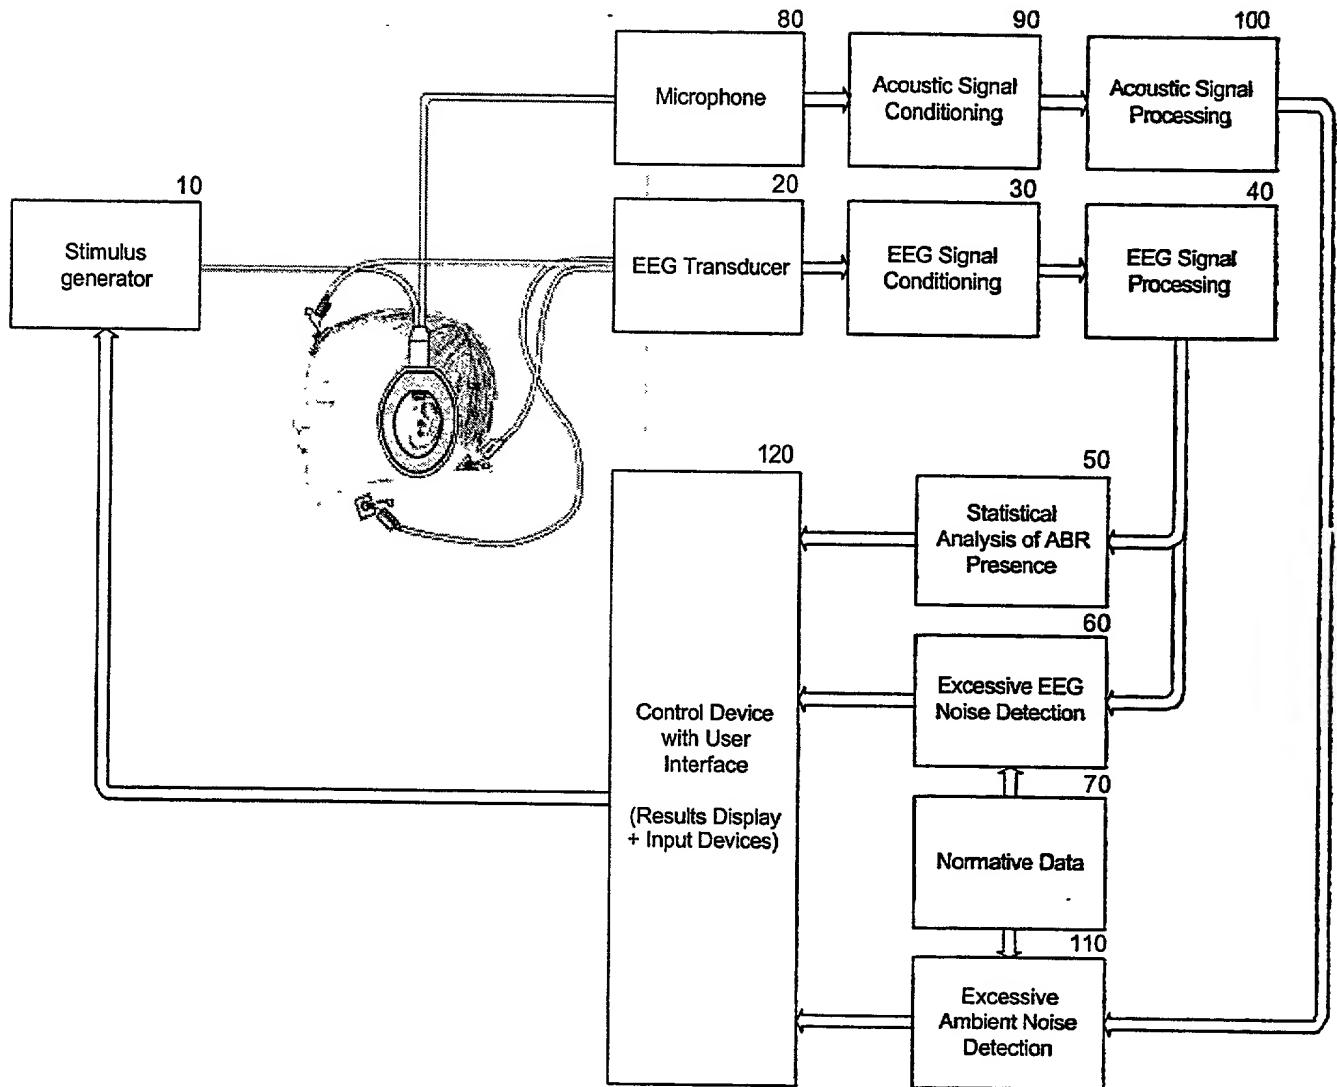 80
90
100
Microphone
Acoustic Signal
Conditioning
Acoustic Signal
Processing
10
20
30
40
Stimulus
generator
EEG Transducer
EEG Signal
Conditioning
EEG Signal
Processing
120
50
Statistical
Analysis of ABR
Presence
60
Excessive EEG
Noise Detection
Control Device
with User
Interface
(Results Display
+ Input Devices)
70
Normative Data
110
Excessive
Ambient Noise
Detection